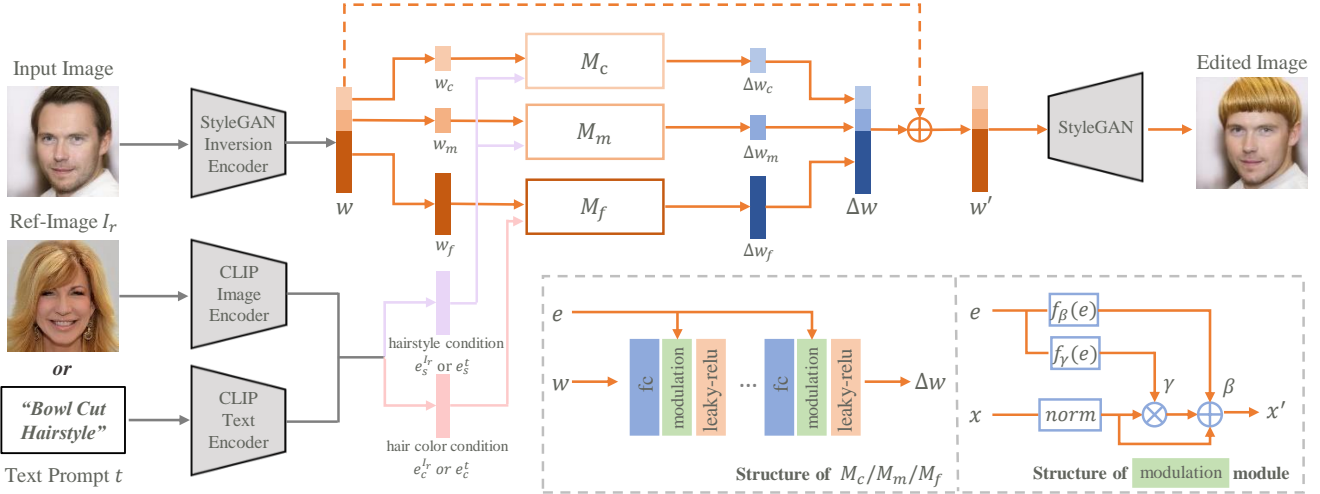 Input Image
StyleGAN
Inversion
Encoder
w
w_c
w_m
w_f
M_c
M_m
M_f
Δw_c
Δw_m
Δw_f
Δw
w'
StyleGAN
Edited Image
Ref-Image I_r
CLIP
Image
Encoder
or
“Bowl Cut
Hairstyle”
Text Prompt t
CLIP
Text
Encoder
hairstyle condition
e_s^{I_r} or e_s^t
hair color condition
e_c^{I_r} or e_c^t
e
w
fc
modulation
leaky-relu
...
fc
modulation
leaky-relu
Δw
Structure of M_c/M_m/M_f
e
f_β(e)
f_γ(e)
γ
β
x
norm
x'
Structure of modulation module